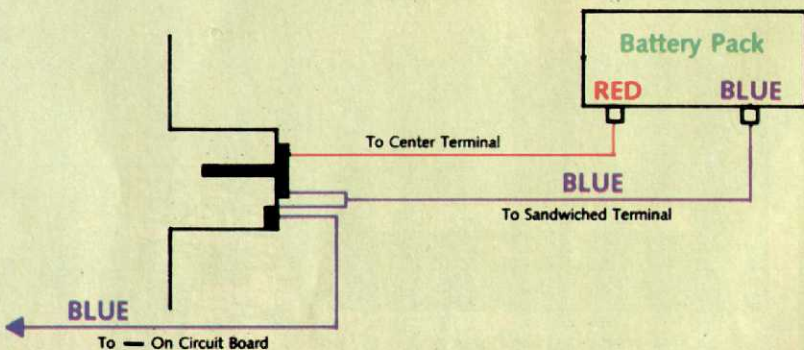 Battery Pack
RED BLUE
To Center Terminal
BLUE
To Sandwiched Terminal
BLUE
To — On Circuit Board